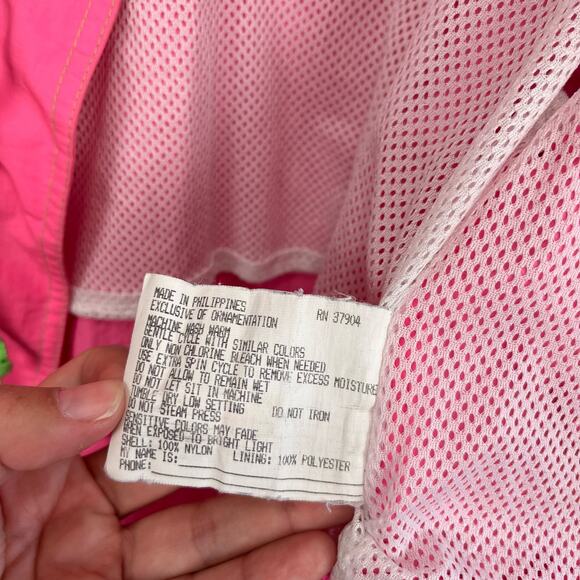 MADE IN PHILIPPINES RN 37904
EXCLUSIVE OF ORNAMENTATION
MACHINE WASH WARM
GENTLE CYCLE WITH SIMILAR COLORS
ONLY NON CHLORINE BLEACH WHEN NEEDED
USE EXTRA SPIN CYCLE TO REMOVE EXCESS MOISTURE
DO NOT ALLOW TO REMAIN WET
DO NOT LET SIT IN MACHINE
TUMBLE DRY LOW SETTING DO NOT IRON
DO NOT STEAM PRESS
SENSITIVE COLORS MAY FADE
WHEN EXPOSED TO BRIGHT LIGHT
SHELL: 100% NYLON LINING: 100% POLYESTER
MY NAME IS:
PHONE: